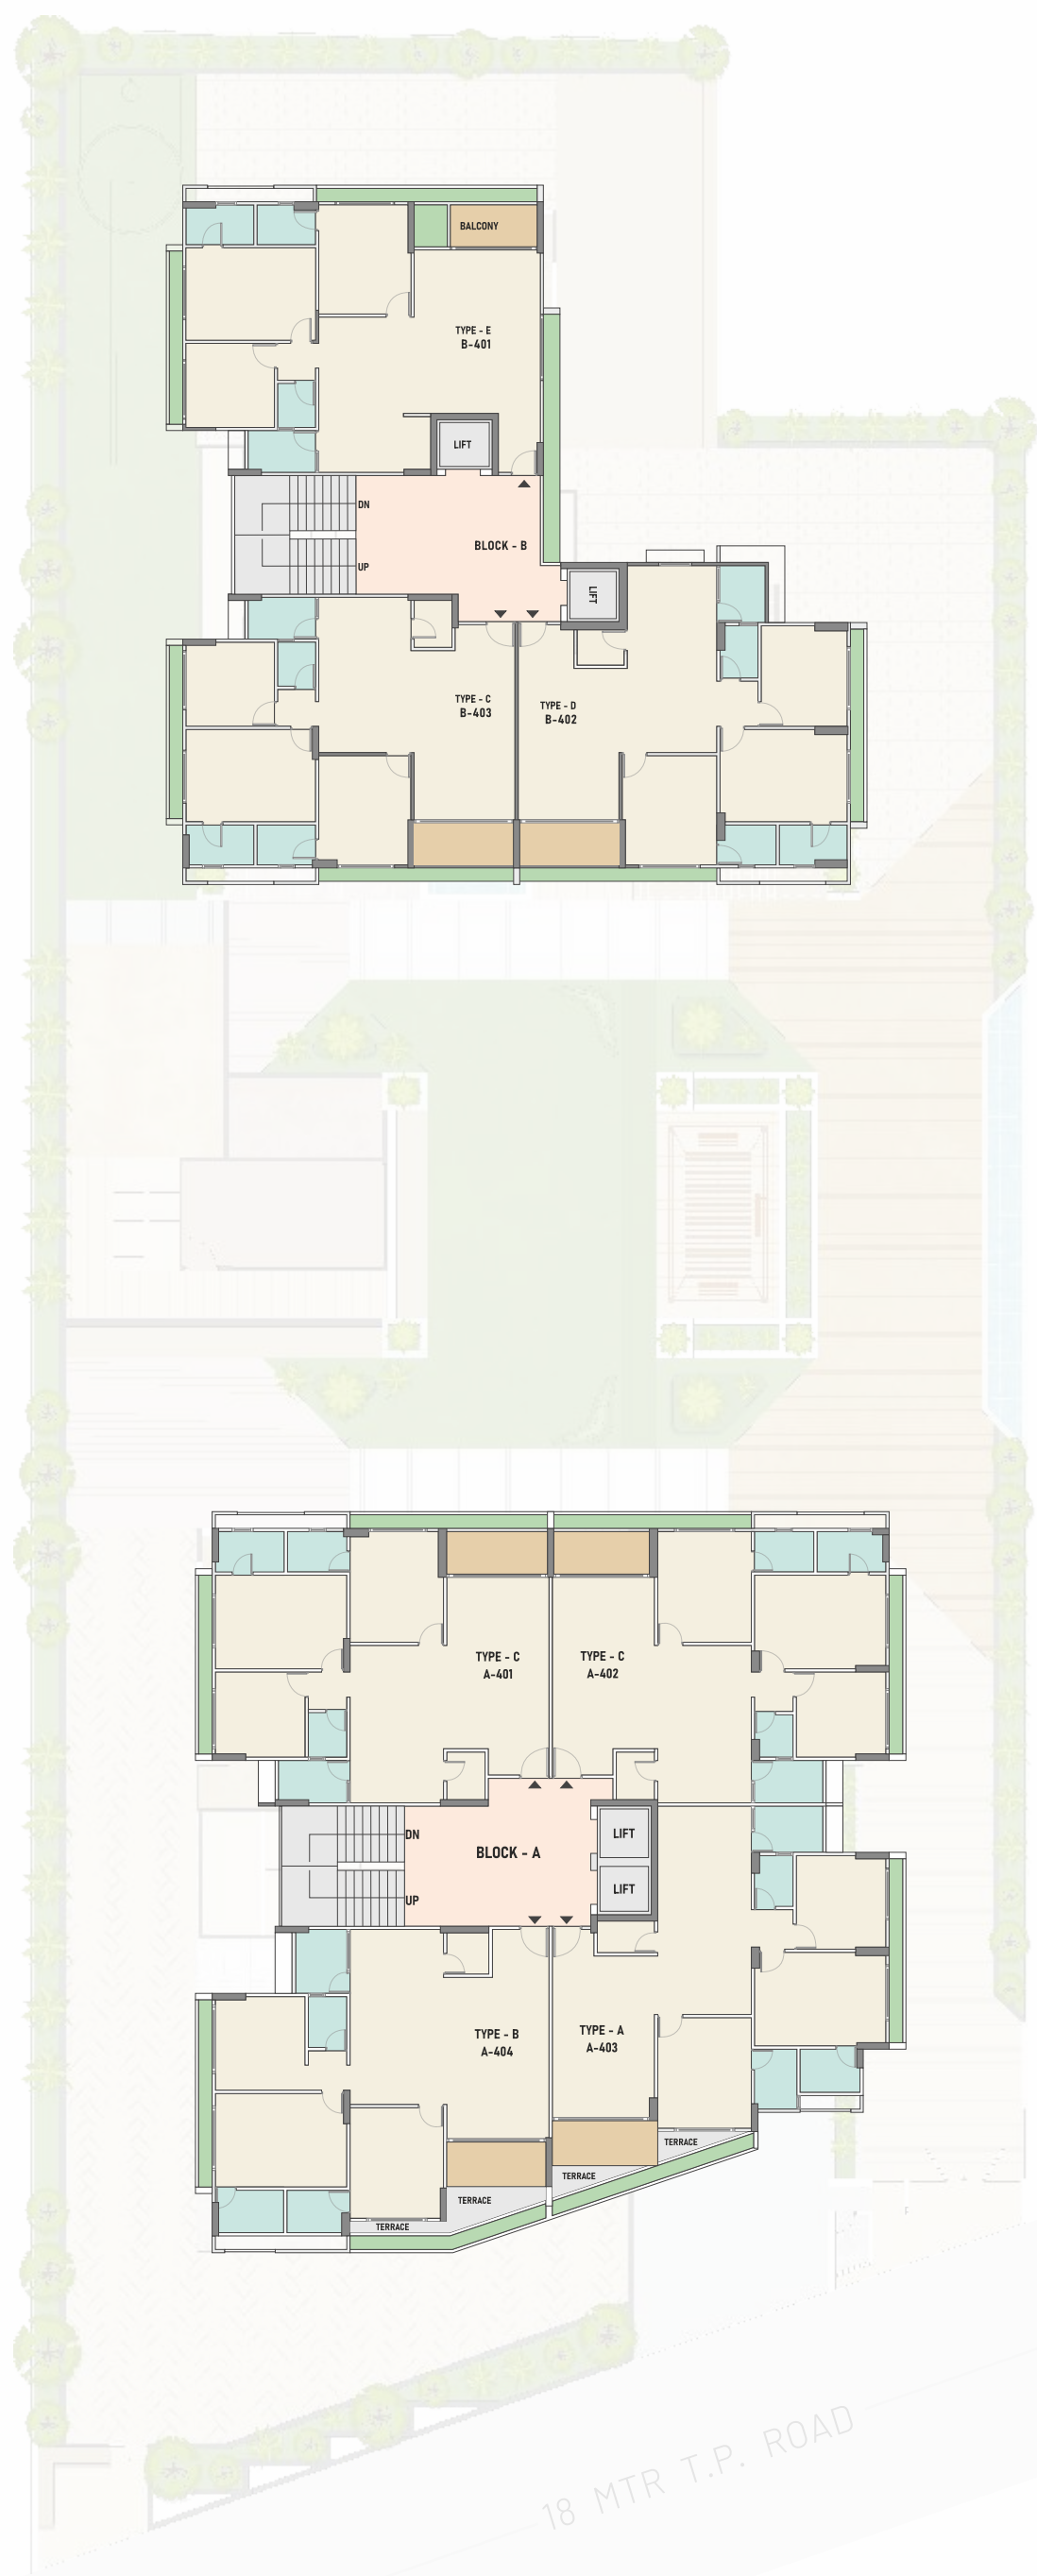 BALCONY
TYPE - E
B-401
LIFT
DN
BLOCK - B
UP
LIFT
TYPE - C
B-403
TYPE - D
B-402
TYPE - C
A-401
TYPE - C
A-402
DN
LIFT
BLOCK - A
LIFT
UP
TYPE - B
A-404
TYPE - A
A-403
TERRACE
TERRACE
TERRACE
TERRACE
18 MTR T.P. ROAD